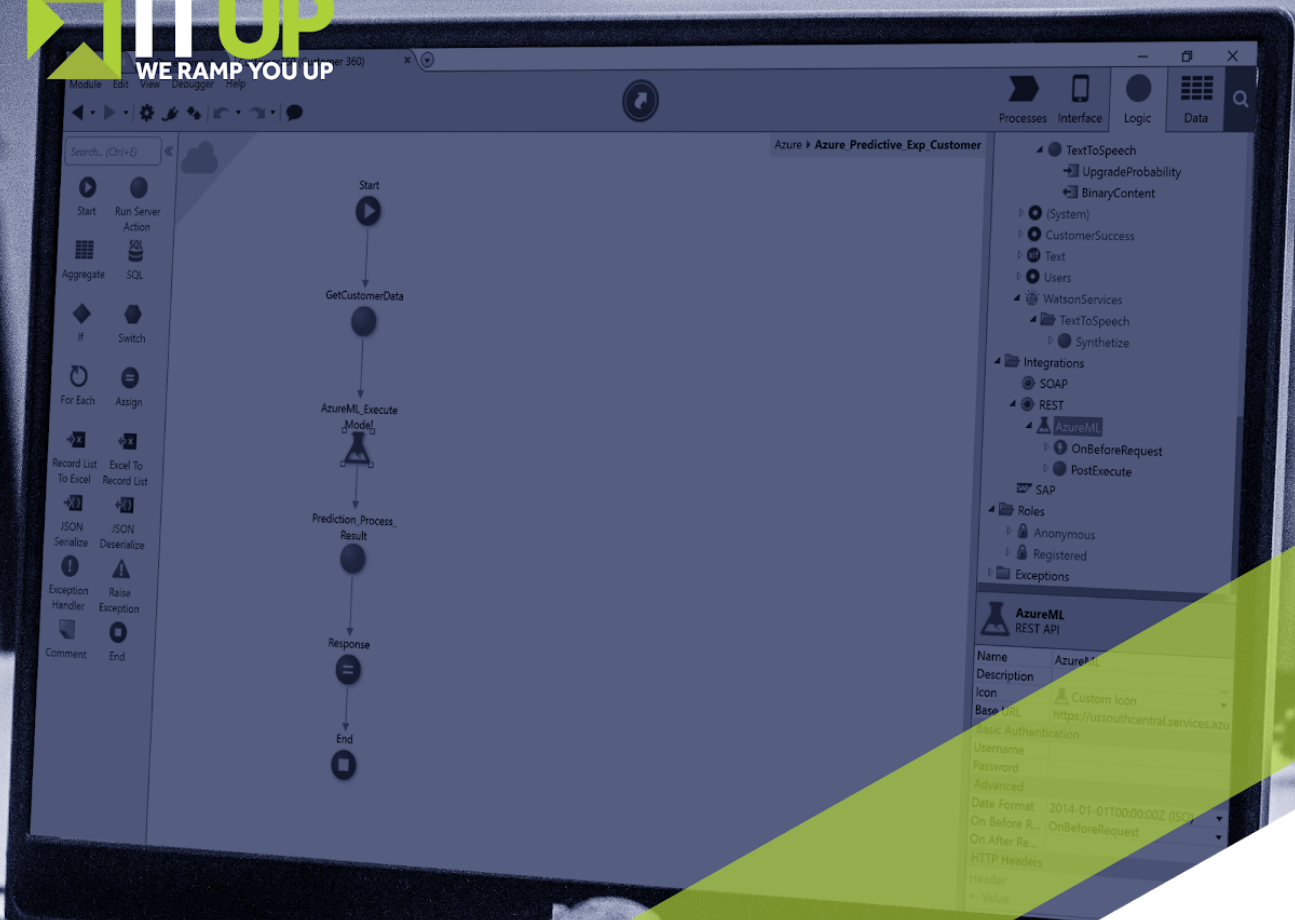 IT UP
WE RAMP YOU UP
Customer 360)
Module Edit View Debugger Help
Processes Interface Logic Data
Search... (Ctrl+E)
Start
Run Server
Action
Aggregate
SQL
SQL
If
Switch
For Each
Assign
Record List
To Excel
Excel To
Record List
JSON
Serialize
JSON
Deserialize
Exception
Handler
Raise
Exception
Comment
End
Azure Azure_Predictive_Exp_Customer
Start
GetCustomerData
AzureML_Execute
Model
Prediction_Process_
Result
Response
End
TextToSpeech
UpgradeProbability
BinaryContent
(System)
CustomerSuccess
Text
Users
WatsonServices
TextToSpeech
Synthetize
Integrations
SOAP
REST
AzureML
OnBeforeRequest
PostExecute
SAP SAP
Roles
Anonymous
Registered
Exceptions
AzureML
REST API
Name AzureML
Description
Icon Custom Icon
Base URL https://ussouthcentral.services.azu
Basic Authentication
Username
Password
Advanced
Date Format 2014-01-01T00:00:00Z (ISO)
On Before R... OnBeforeRequest
On After Re...
HTTP Headers
Header
Value